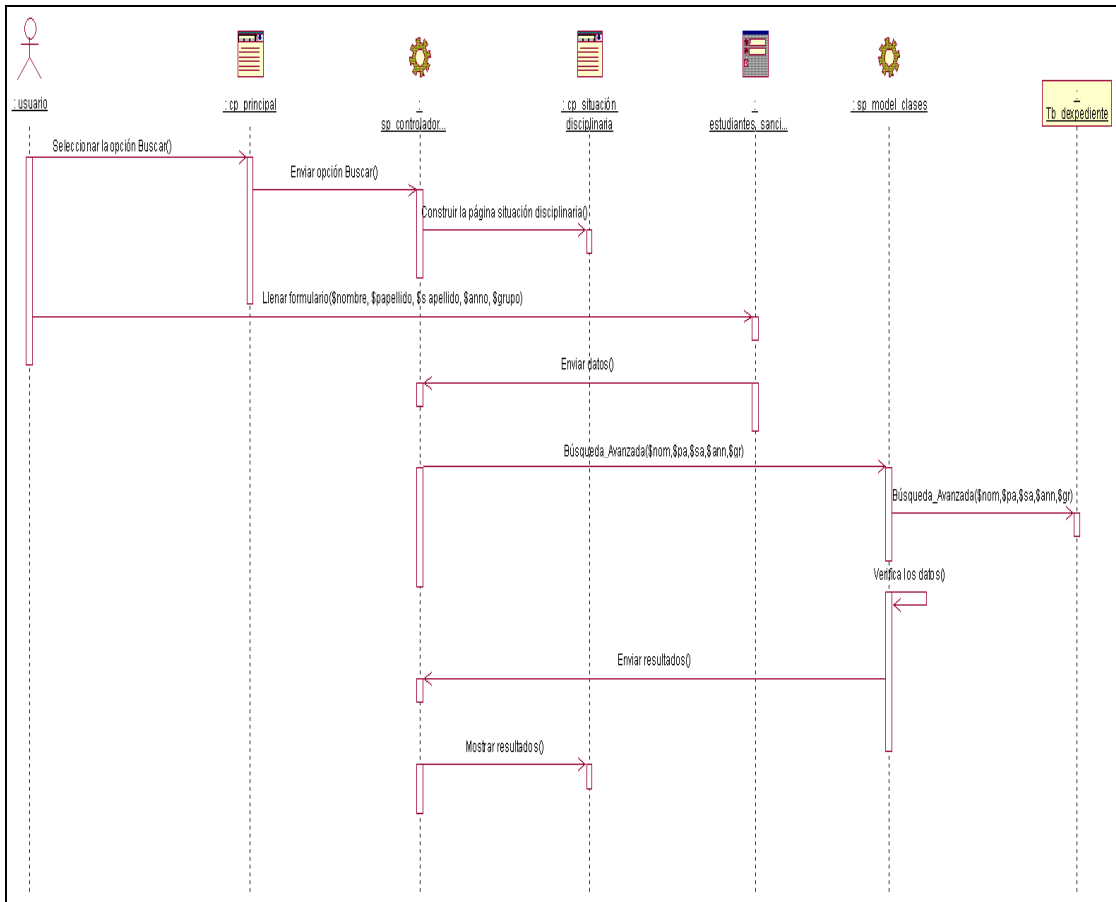 : usuario
: cp_principal
:
sp_controlador...
: cp_situación
disciplinaria
:
estudiantes, sanci...
: sp_model_clases
:
Tb_dexpediente
Seleccionar la opción Buscar()
Enviar opción Buscar()
Construir la página situación disciplinaria()
Llenar formulario($nombre, $papellido, $s apellido, $anno, $grupo)
Enviar datos()
Búsqueda_Avanzada($nom,$pa,$sa,$ann,$gr)
Búsqueda_Avanzada($nom,$pa,$sa,$ann,$gr)
Verifica los datos()
Enviar resultados()
Mostrar resultados()